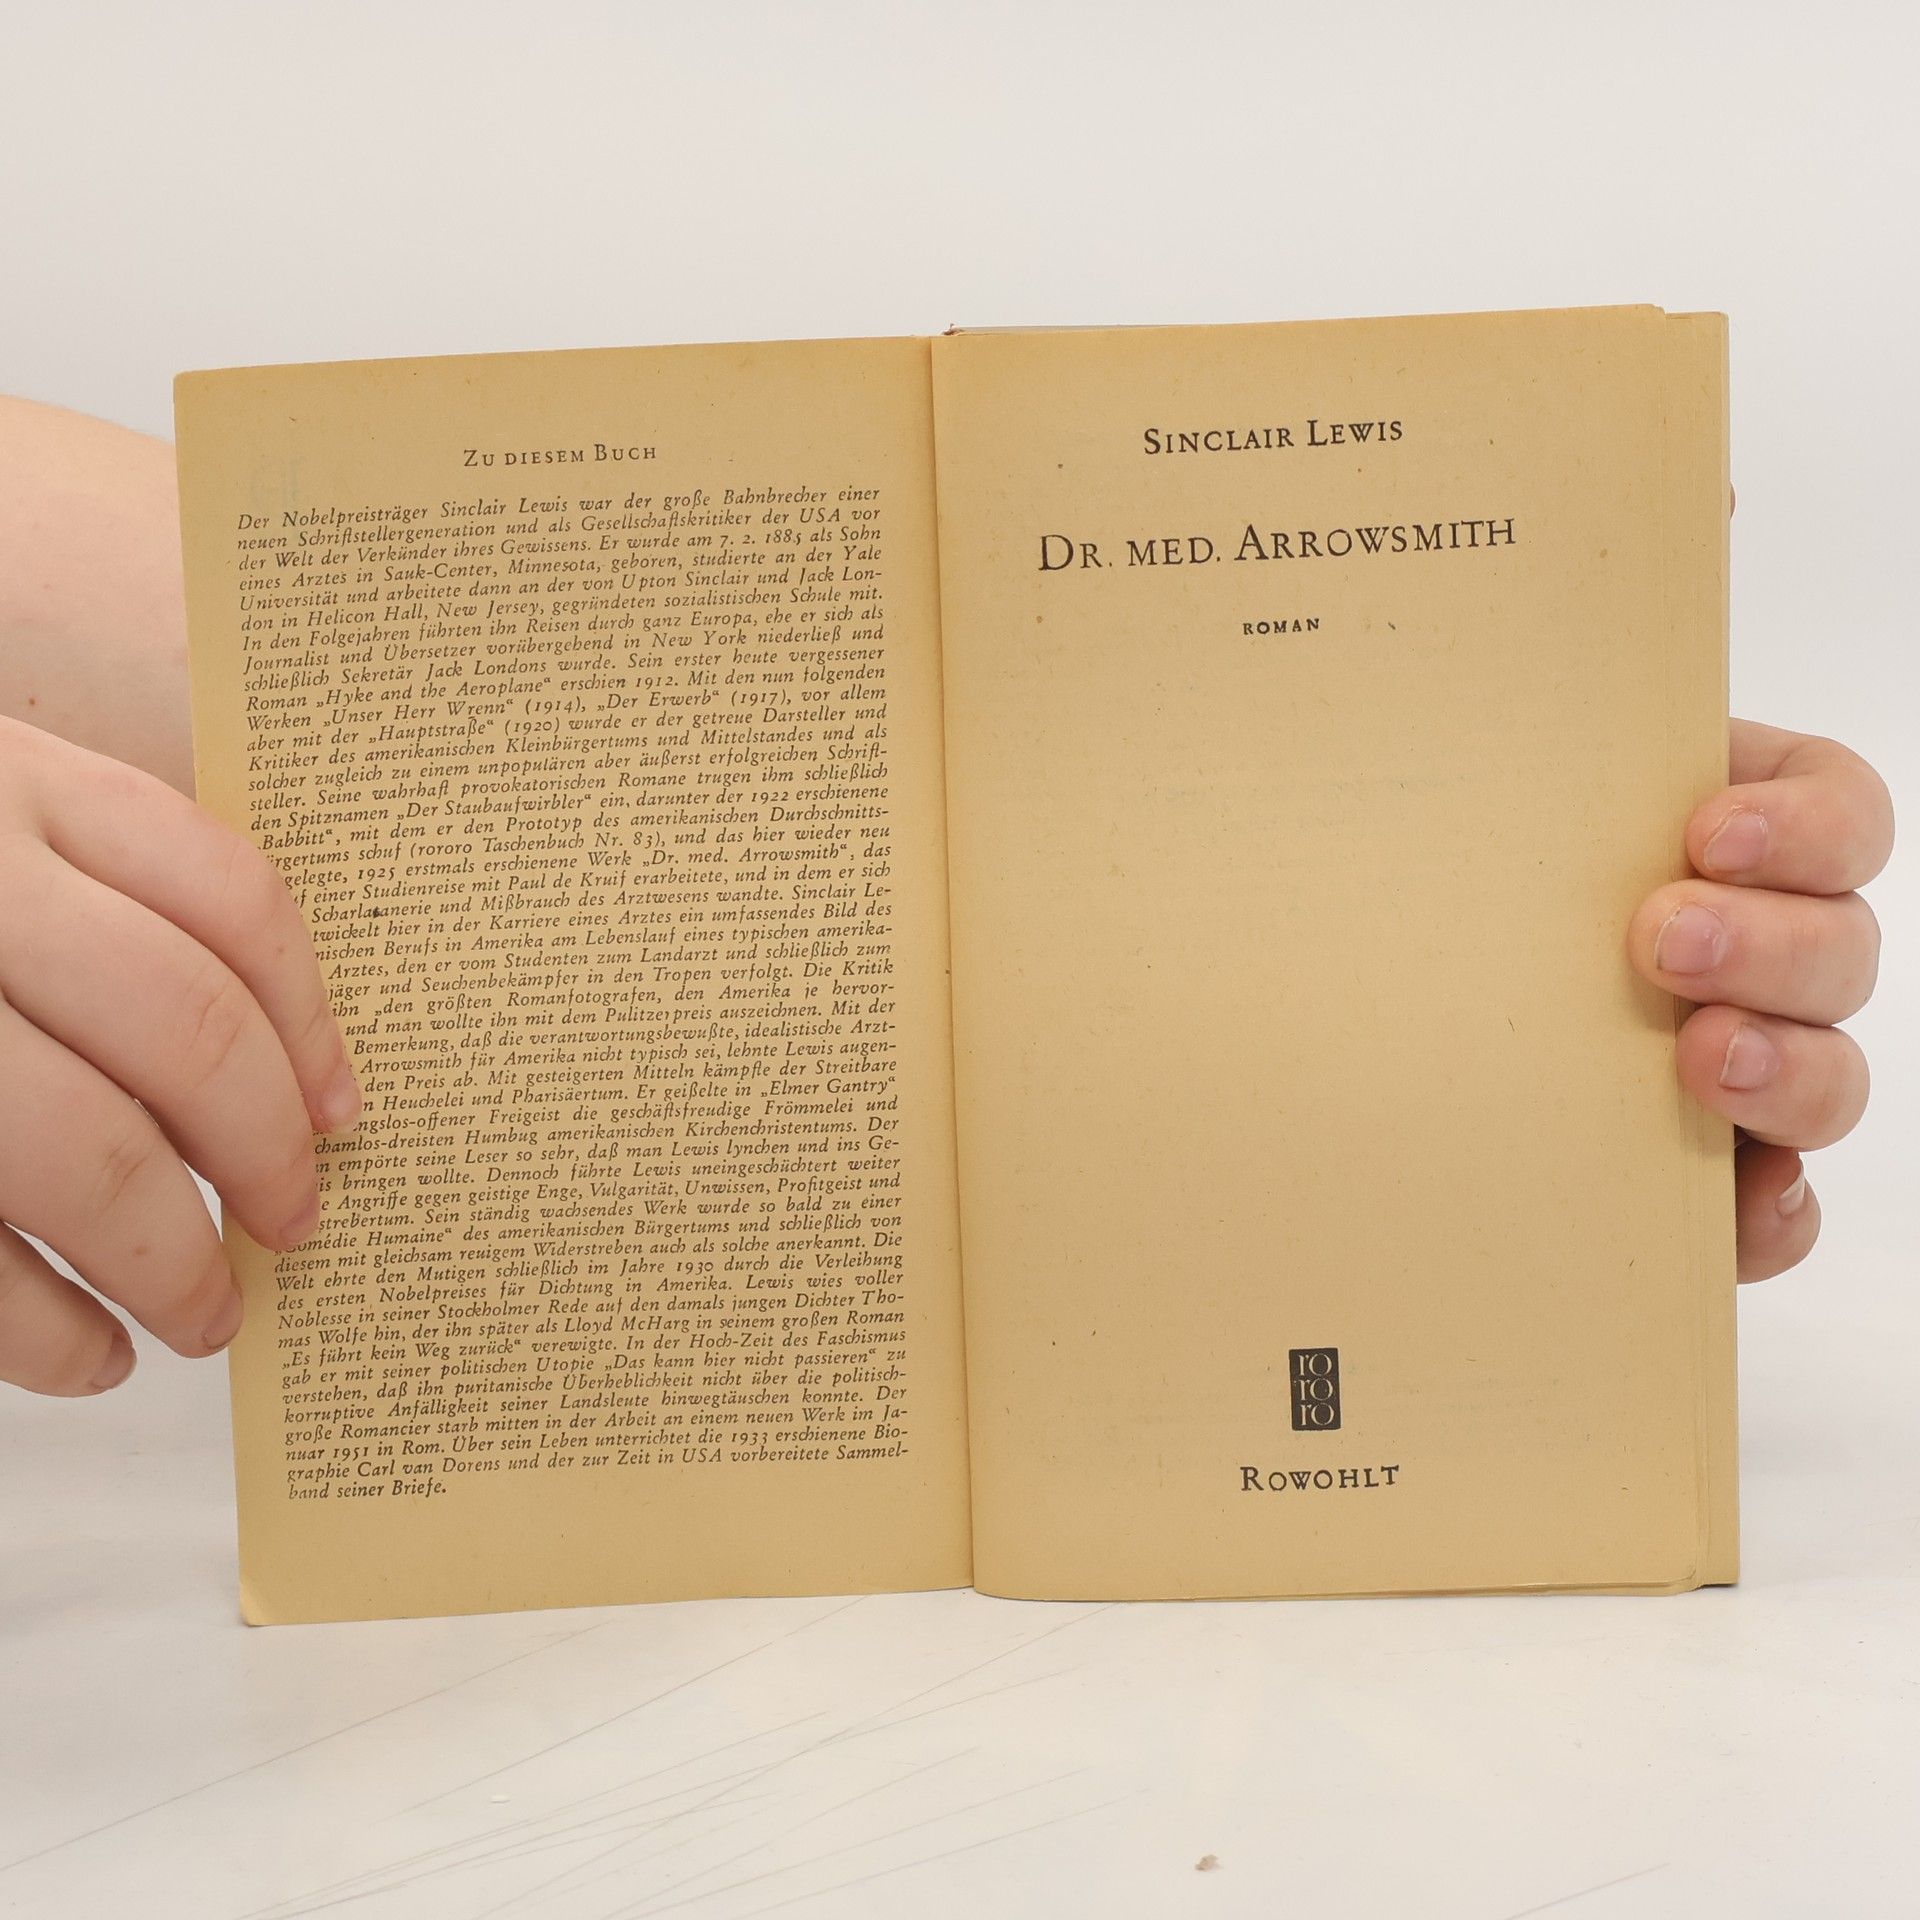 ZU DIESEM BUCH
Der Nobelpreisträger Sinclair Lewis war der große Bahnbrecher einer
neuen Schriftstellergeneration und als Gesellschaftskritiker der USA vor
der Welt der Verkünder ihres Gewissens. Er wurde am 7. 2. 1885 als Sohn
eines Arztes in Sauk-Center, Minnesota, geboren, studierte an der Yale
Universität und arbeitete dann an der von Upton Sinclair und Jack Lon-
don in Helicon Hall, New Jersey, gegründeten sozialistischen Schule mit.
In den Folgejahren führten ihn Reisen durch ganz Europa, ehe er sich als
Journalist und Übersetzer vorübergehend in New York niederließ und
schließlich Sekretär Jack Londons wurde. Sein erster heute vergessener
Roman „Hyke and the Aeroplane“ erschien 1912. Mit den nun folgenden
Werken „Unser Herr Wrenn“ (1914), „Der Erwerb“ (1917), vor allem
aber mit der „Hauptstraße“ (1920) wurde er der getreue Darsteller und
Kritiker des amerikanischen Kleinbürgertums und Mittelstandes und als
solcher zugleich zu einem unpopulären aber äußerst erfolgreichen Schrift-
steller. Seine wahrhaft provokatorischen Romane trugen ihm schließlich
den Spitznamen „Der Staubaufwirbler“ ein, darunter der 1922 erschienene
„Babbitt“, mit dem er den Prototyp des amerikanischen Durchschnitts-
rgertums schuf (rororo Taschenbuch Nr. 83), und das hier wieder neu
gelegte, 1925 erstmals erschienene Werk „Dr. med. Arrowsmith“, das
f einer Studienreise mit Paul de Kruif erarbeitete, und in dem er sich
Scharlatanerie und Mißbrauch des Arztwesens wandte. Sinclair Le-
twickelt hier in der Karriere eines Arztes ein umfassendes Bild des
nischen Berufs in Amerika am Lebenslauf eines typischen amerika-
Arztes, den er vom Studenten zum Landarzt und schließlich zum
jäger und Seuchenbekämpfer in den Tropen verfolgt. Die Kritik
ihn „den größten Romanfotografen, den Amerika je hervor-
und man wollte ihn mit dem Pulitzerpreis auszeichnen. Mit der
Bemerkung, daß die verantwortungsbewußte, idealistische Arzt-
Arrowsmith für Amerika nicht typisch sei, lehnte Lewis augen-
den Preis ab. Mit gesteigerten Mitteln kämpfte der Streitbare
n Heuchelei und Pharisäertum. Er geißelte in „Elmer Gantry“
ngslos-offener Freigeist die geschäftsfreudige Frömmelei und
chamlos-dreisten Humbug amerikanischen Kirchenchristentums. Der
n empörte seine Leser so sehr, daß man Lewis lynchen und ins Ge-
is bringen wollte. Dennoch führte Lewis uneingeschüchtert weiter
e Angriffe gegen geistige Enge, Vulgarität, Unwissen, Profitgeist und
strebertum. Sein ständig wachsendes Werk wurde so bald zu einer
„Comédie Humaine“ des amerikanischen Bürgertums und schließlich von
diesem mit gleichsam reuigem Widerstreben auch als solche anerkannt. Die
Welt ehrte den Mutigen schließlich im Jahre 1930 durch die Verleihung
des ersten Nobelpreises für Dichtung in Amerika. Lewis wies voller
Noblesse in seiner Stockholmer Rede auf den damals jungen Dichter Tho-
mas Wolfe hin, der ihn später als Lloyd McHarg in seinem großen Roman
„Es führt kein Weg zurück“ verewigte. In der Hoch-Zeit des Faschismus
gab er mit seiner politischen Utopie „Das kann hier nicht passieren“ zu
verstehen, daß ihn puritanische Überheblichkeit nicht über die politisch-
korruptive Anfälligkeit seiner Landsleute hinwegtäuschen konnte. Der
große Romancier starb mitten in der Arbeit an einem neuen Werk im Ja-
nuar 1951 in Rom. Über sein Leben unterrichtet die 1933 erschienene Bio-
graphie Carl van Dorens und der zur Zeit in USA vorbereitete Sammel-
band seiner Briefe.
SINCLAIR LEWIS
DR. MED. ARROWSMITH
ROMAN
ro
ro
ro
ROWOHLT